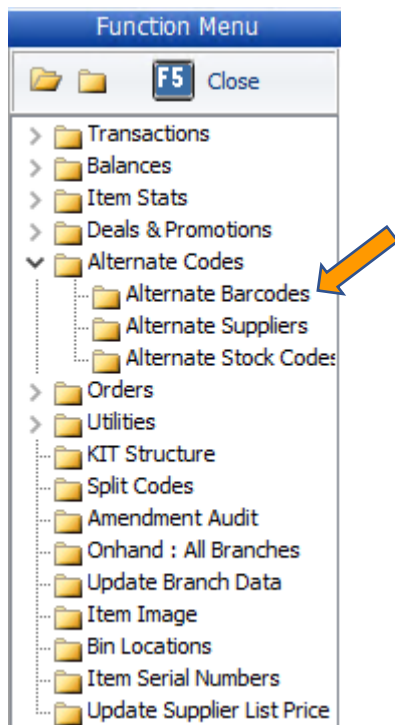 Function Menu
F5 Close
Transactions
Balances
Item Stats
Deals & Promotions
Alternate Codes
Alternate Barcodes
Alternate Suppliers
Alternate Stock Codes
Orders
Utilities
KIT Structure
Split Codes
Amendment Audit
Onhand : All Branches
Update Branch Data
Item Image
Bin Locations
Item Serial Numbers
Update Supplier List Price